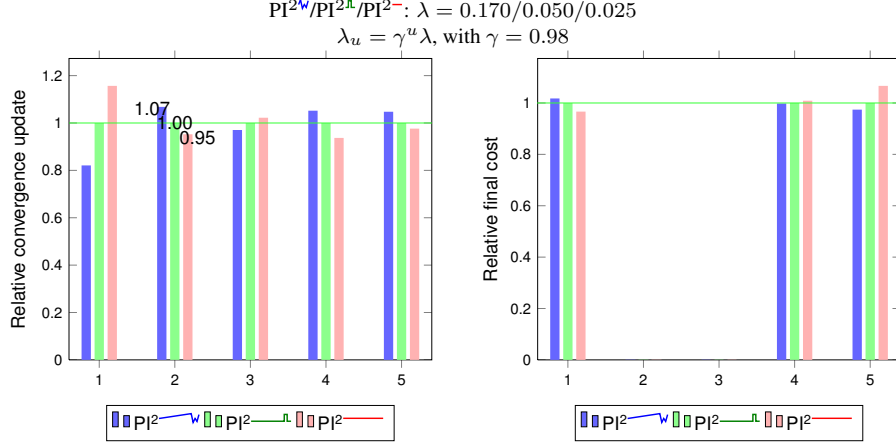 PI²/PI²/PI²: λ = 0.170/0.050/0.025
λᵤ = γᵘλ, with γ = 0.98
Relative convergence update
1.2
1
0.8
0.6
0.4
0.2
0
1.07
1.00
0.95
1 2 3 4 5
PI² PI² PI²
Relative final cost
1
0.8
0.6
0.4
0.2
0
1 2 3 4 5
PI² PI² PI²